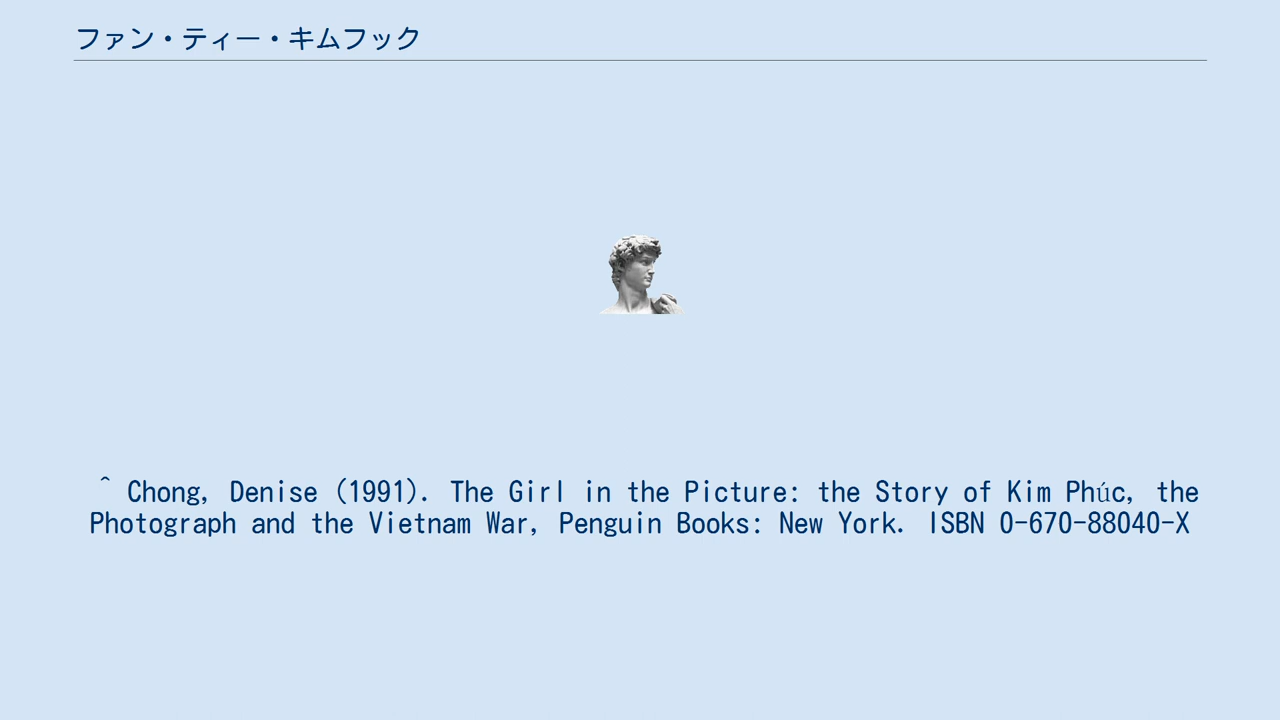 ファン・ティー・キムフック
^ Chong, Denise (1991). The Girl in the Picture: the Story of Kim Phúc, the
Photograph and the Vietnam War, Penguin Books: New York. ISBN 0-670-88040-X